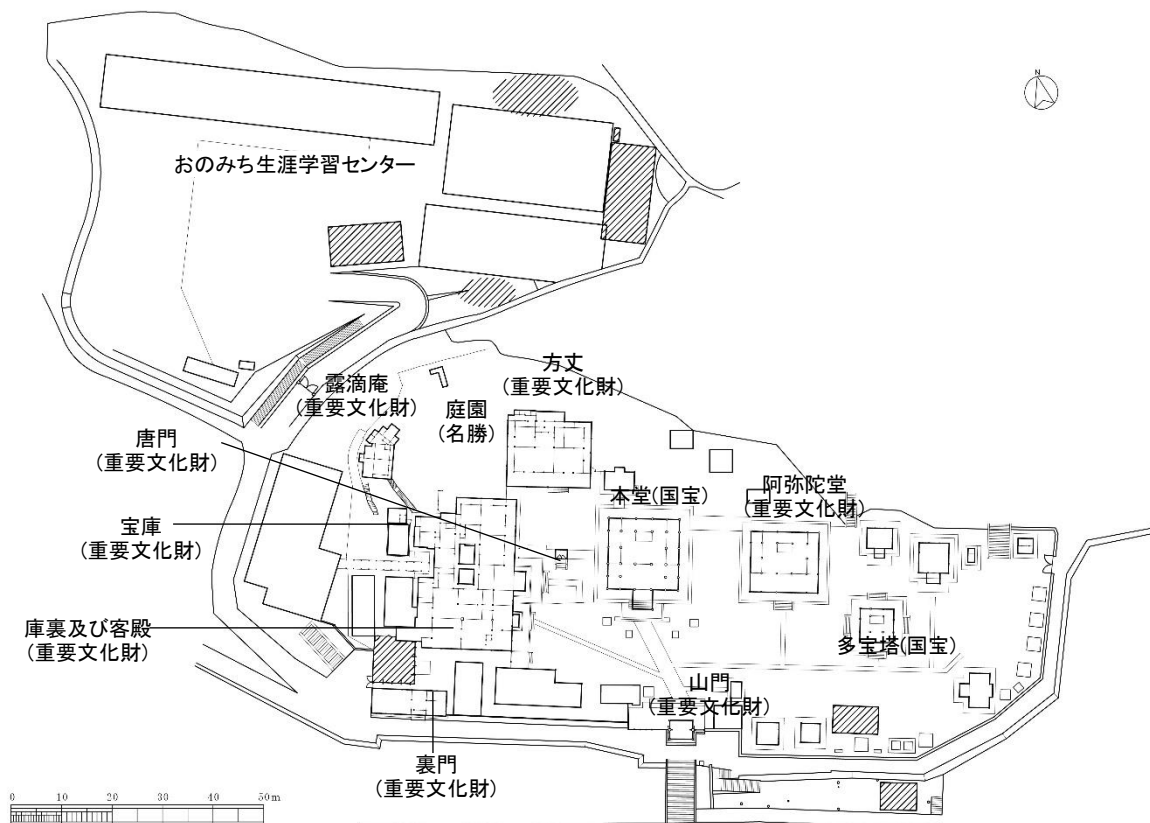 N
おのみち生涯学習センター
方丈
(重要文化財)
露滴庵
(重要文化財)
庭園
(名勝)
唐門
(重要文化財)
本堂(国宝)
阿弥陀堂
(重要文化財)
宝庫
(重要文化財)
庫裏及び客殿
(重要文化財)
多宝塔(国宝)
山門
(重要文化財)
裏門
(重要文化財)
0 10 20 30 40 50m